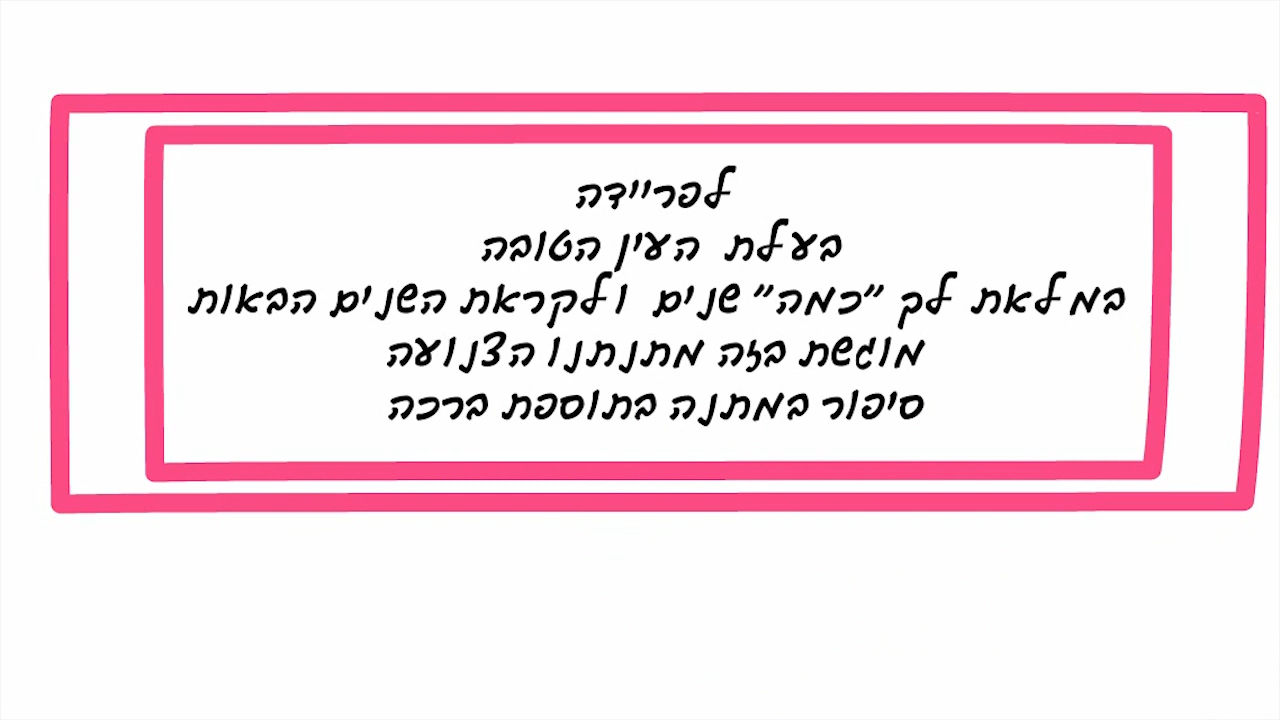 לפריידה
בעלת העין הטובה
במלאת לך "כמה" שנים ולקראת השנים הבאות
מוגשת בזה מתנתנו הצנועה
סיפור במתנה בתוספת ברכה